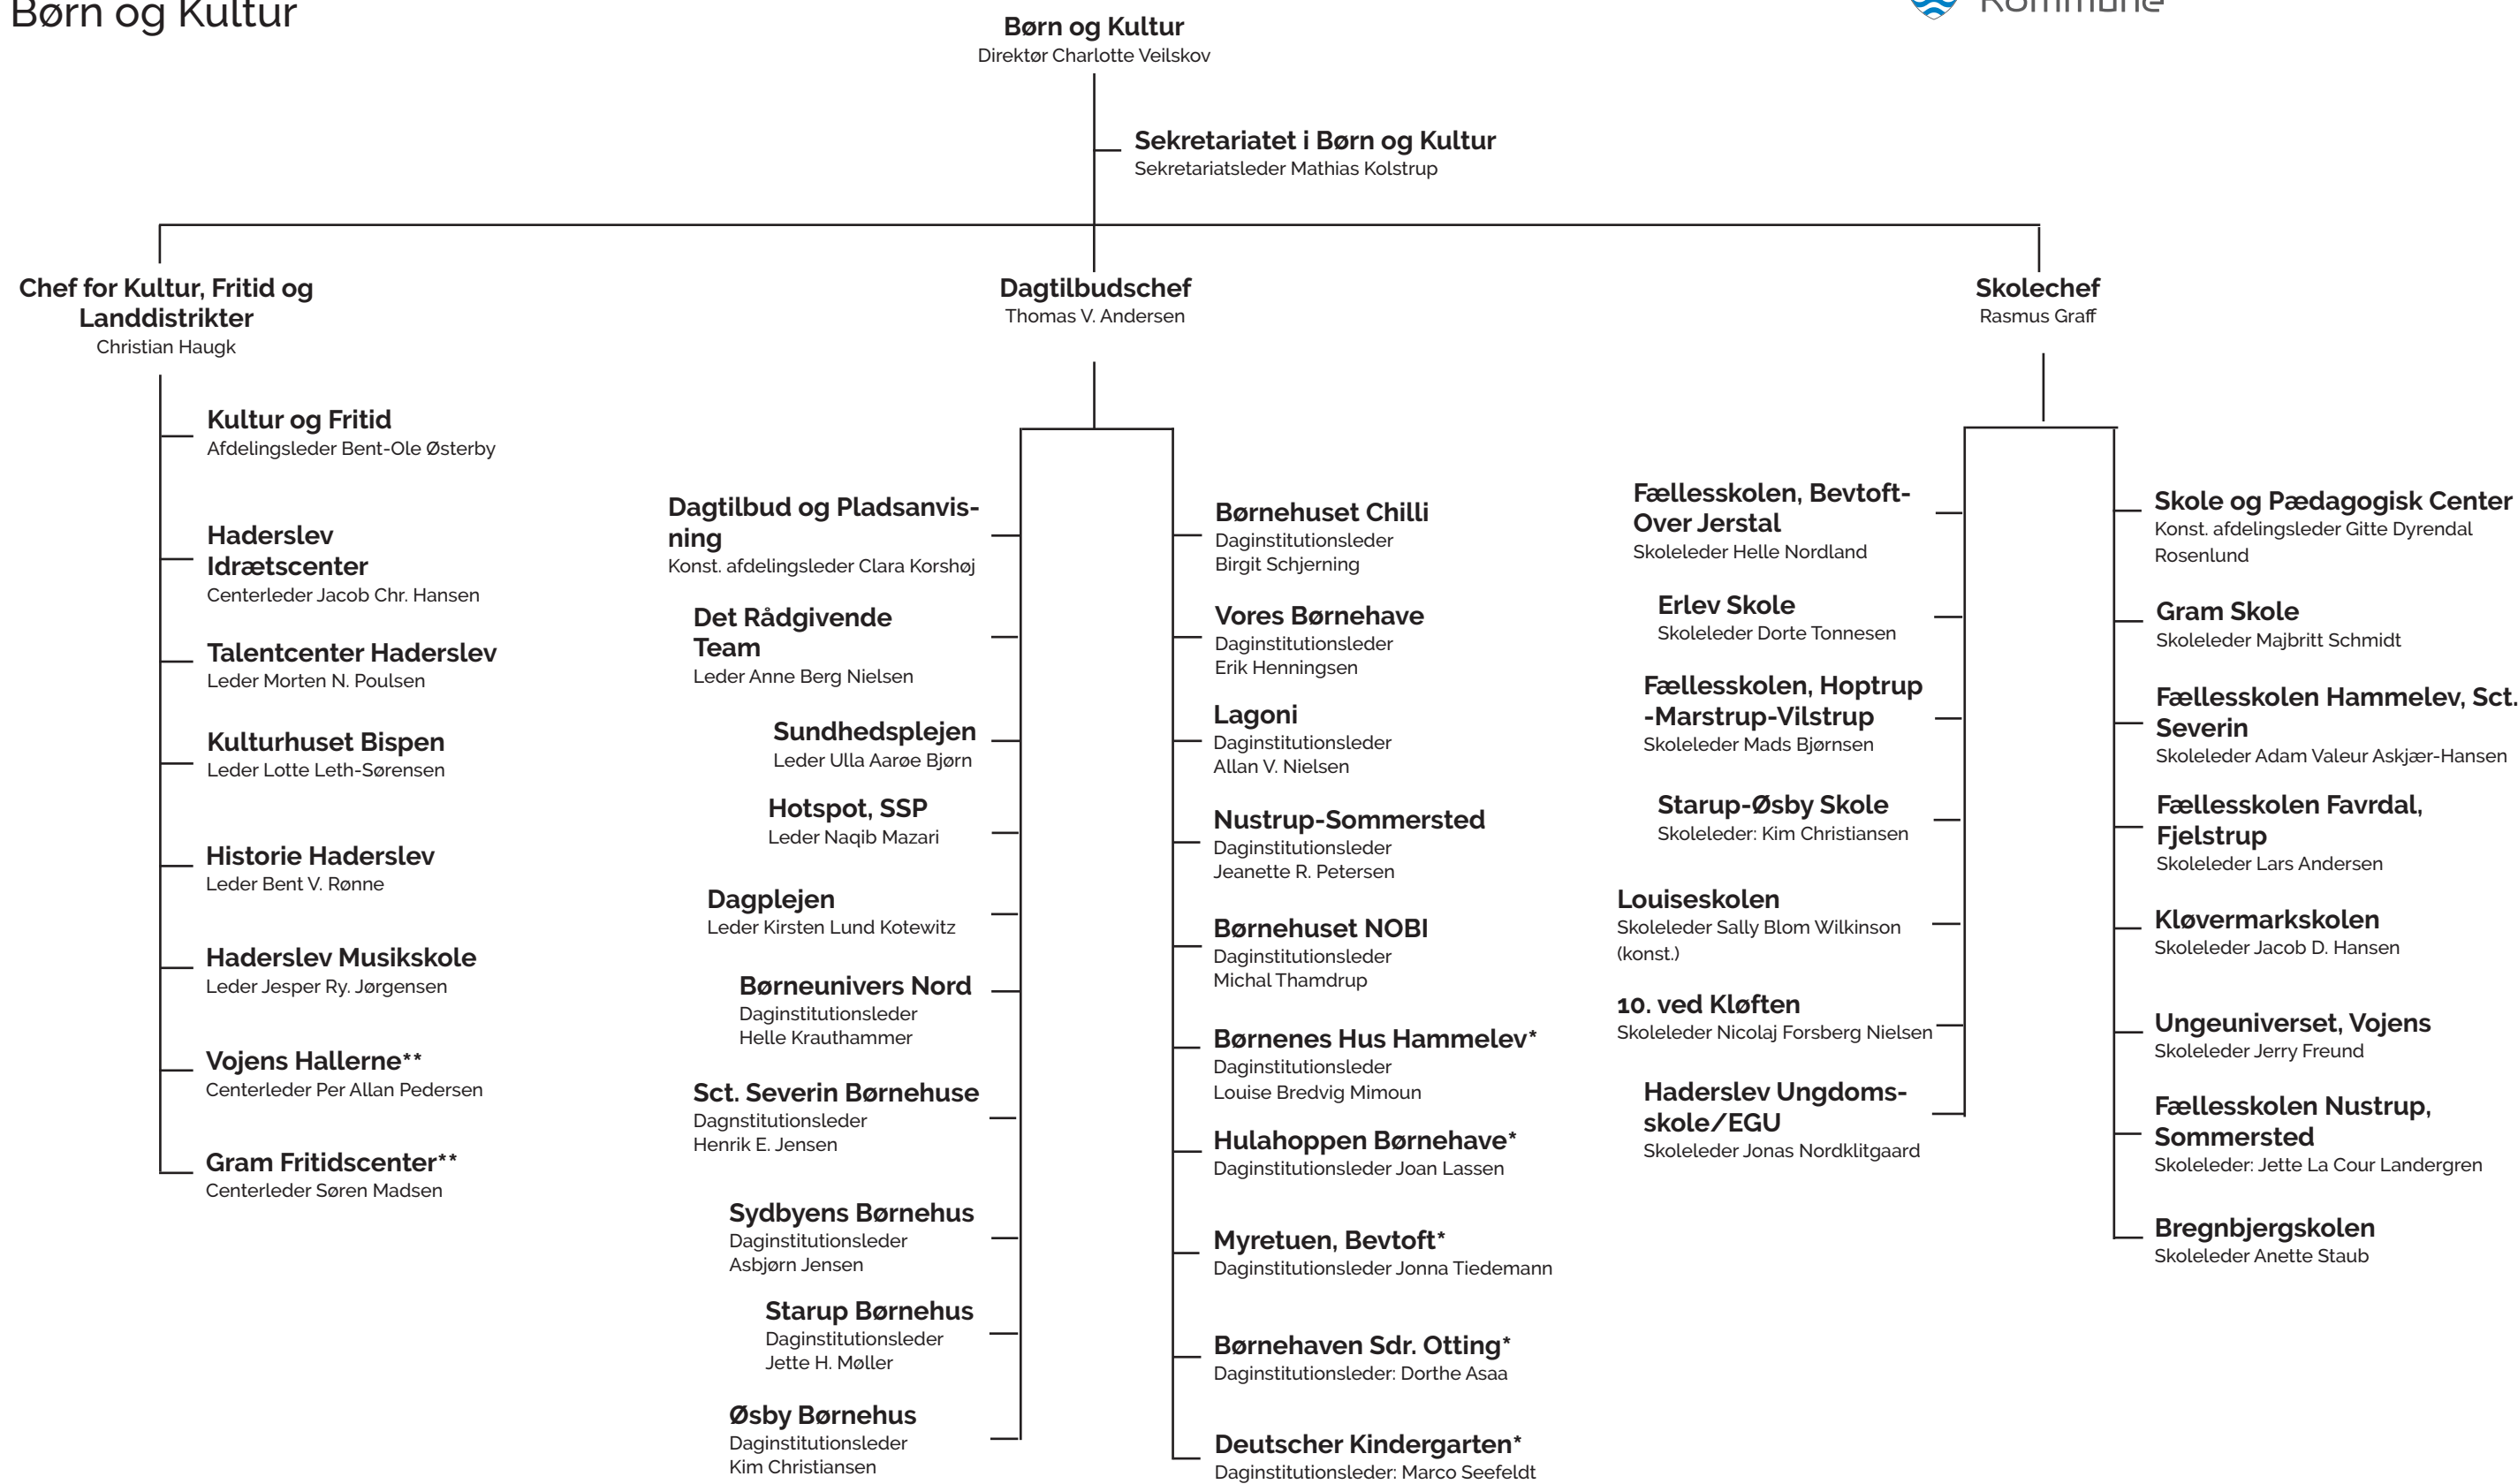 Børn og Kultur
Kommune
Børn og Kultur
Direktør Charlotte Veilskov
Sekretariatet i Børn og Kultur
Sekretariatsleder Mathias Kolstrup
Chef for Kultur, Fritid og
Landdistrikter
Christian Haugk
Kultur og Fritid
Afdelingsleder Bent-Ole Østerby
Haderslev
Idrætscenter
Centerleder Jacob Chr. Hansen
Talentcenter Haderslev
Leder Morten N. Poulsen
Kulturhuset Bispen
Leder Lotte Leth-Sørensen
Historie Haderslev
Leder Bent V. Rønne
Haderslev Musikskole
Leder Jesper Ry. Jørgensen
Vojens Hallerne**
Centerleder Per Allan Pedersen
Gram Fritidscenter**
Centerleder Søren Madsen
Dagtilbudschef
Thomas V. Andersen
Dagtilbud og Pladsanvis-
ning
Konst. afdelingsleder Clara Korshøj
Det Rådgivende
Team
Leder Anne Berg Nielsen
Sundhedsplejen
Leder Ulla Aarøe Bjørn
Hotspot, SSP
Leder Naqib Mazari
Dagplejen
Leder Kirsten Lund Kotewitz
Børneunivers Nord
Daginstitutionsleder
Helle Krauthammer
Sct. Severin Børnehuse
Dagnstitutionsleder
Henrik E. Jensen
Sydbyens Børnehus
Daginstitutionsleder
Asbjørn Jensen
Starup Børnehus
Daginstitutionsleder
Jette H. Møller
Øsby Børnehus
Daginstitutionsleder
Kim Christiansen
Børnehuset Chilli
Daginstitutionsleder
Birgit Schjerning
Vores Børnehave
Daginstitutionsleder
Erik Henningsen
Lagoni
Daginstitutionsleder
Allan V. Nielsen
Nustrup-Sommersted
Daginstitutionsleder
Jeanette R. Petersen
Børnehuset NOBI
Daginstitutionsleder
Michal Thamdrup
Børnenes Hus Hammelev*
Daginstitutionsleder
Louise Bredvig Mimoun
Hulahoppen Børnehave*
Daginstitutionsleder Joan Lassen
Myretuen, Bevtoft*
Daginstitutionsleder Jonna Tiedemann
Børnehaven Sdr. Otting*
Daginstitutionsleder: Dorthe Asaa
Deutscher Kindergarten*
Daginstitutionsleder: Marco Seefeldt
Skolechef
Rasmus Graff
Fællesskolen, Bevtoft-
Over Jerstal
Skoleleder Helle Nordland
Erlev Skole
Skoleleder Dorte Tonnesen
Fællesskolen, Hoptrup
-Marstrup-Vilstrup
Skoleleder Mads Bjørnsen
Starup-Øsby Skole
Skoleleder: Kim Christiansen
Louiseskolen
Skoleleder Sally Blom Wilkinson
(konst.)
10. ved Kløften
Skoleleder Nicolaj Forsberg Nielsen
Haderslev Ungdoms-
skole/EGU
Skoleleder Jonas Nordklitgaard
Skole og Pædagogisk Center
Konst. afdelingsleder Gitte Dyrendal
Rosenlund
Gram Skole
Skoleleder Majbritt Schmidt
Fællesskolen Hammelev, Sct.
Severin
Skoleleder Adam Valeur Askjær-Hansen
Fællesskolen Favrdal,
Fjelstrup
Skoleleder Lars Andersen
Kløvermarkskolen
Skoleleder Jacob D. Hansen
Ungeuniverset, Vojens
Skoleleder Jerry Freund
Fællesskolen Nustrup,
Sommersted
Skoleleder: Jette La Cour Landergren
Bregnbjergskolen
Skoleleder Anette Staub